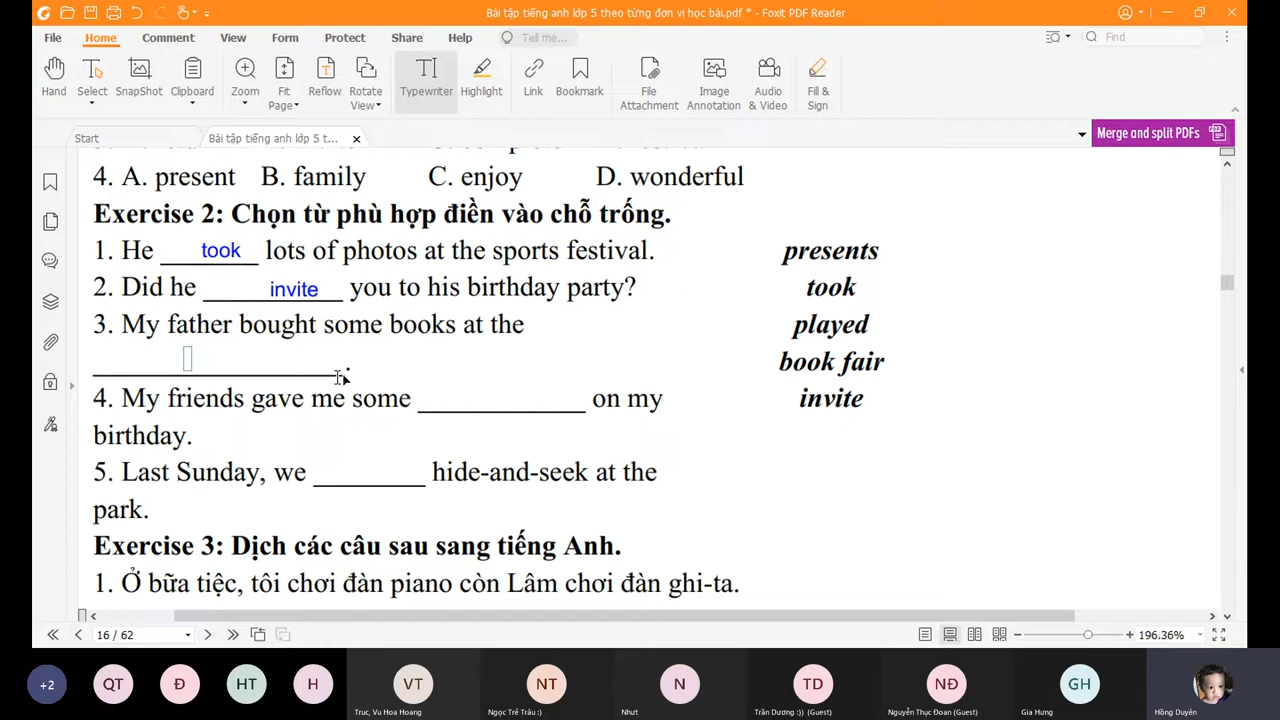 Bài tập tiếng anh lớp 5 theo từng đơn vị học bài.pdf * - Foxit PDF Reader
File Home Comment View Form Protect Share Help Tell me... Find
Hand Select SnapShot Clipboard Zoom Fit Page Reflow Rotate View Typewriter Highlight Link Bookmark File Attachment Image Annotation Audio & Video Fill & Sign
Start Bài tập tiếng anh lớp 5 t... Merge and split PDFs
4. A. present B. family C. enjoy D. wonderful
Exercise 2: Chọn từ phù hợp điền vào chỗ trống.
1. He took lots of photos at the sports festival. presents
2. Did he invite you to his birthday party? took
3. My father bought some books at the played
____________________. book fair
4. My friends gave me some ____________ on my invite
birthday.
5. Last Sunday, we ________ hide-and-seek at the
park.
Exercise 3: Dịch các câu sau sang tiếng Anh.
1. Ở bữa tiệc, tôi chơi đàn piano còn Lâm chơi đàn ghi-ta.
16 / 62 196.36%
+2 QT Đ HT H VT NT N TD NĐ GH
Truc, Vu Hoa Hoang Ngọc Trẻ Trâu :) Như Trần Dương :)) (Guest) Nguyễn Thục Đoan (Guest) Gia Hưng Hồng Duyên